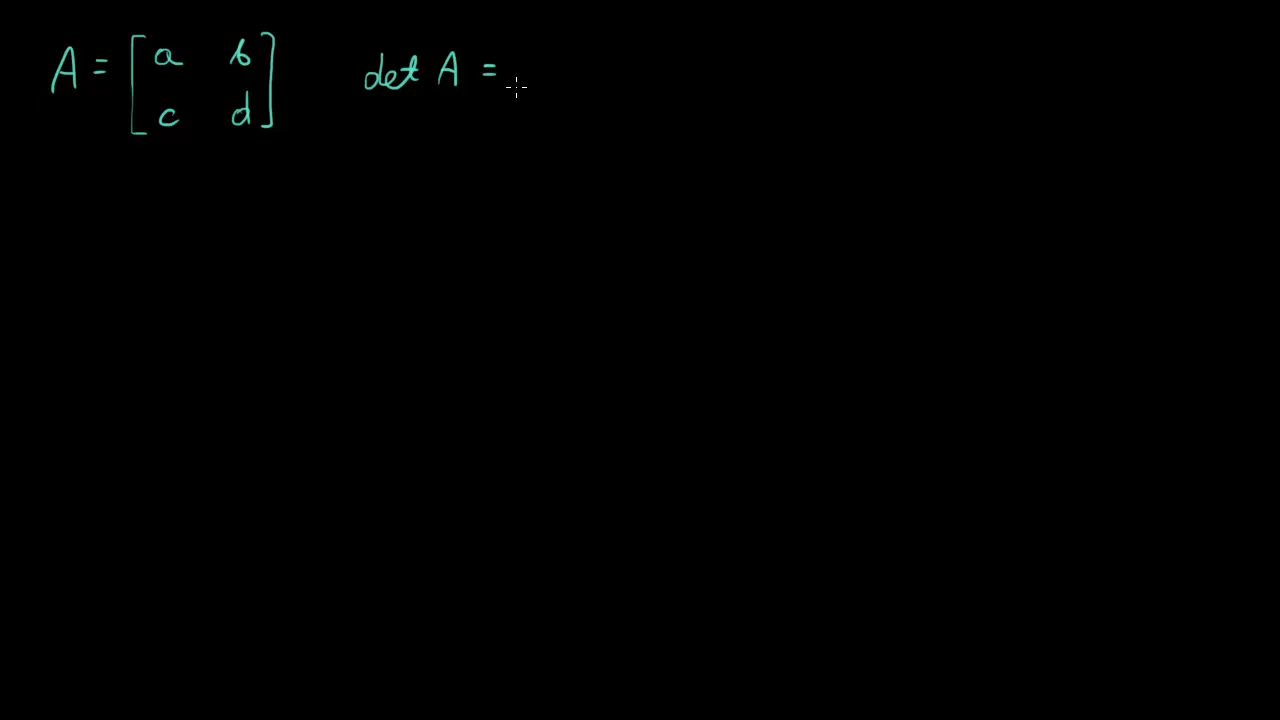 A = [a b
c d] det A =